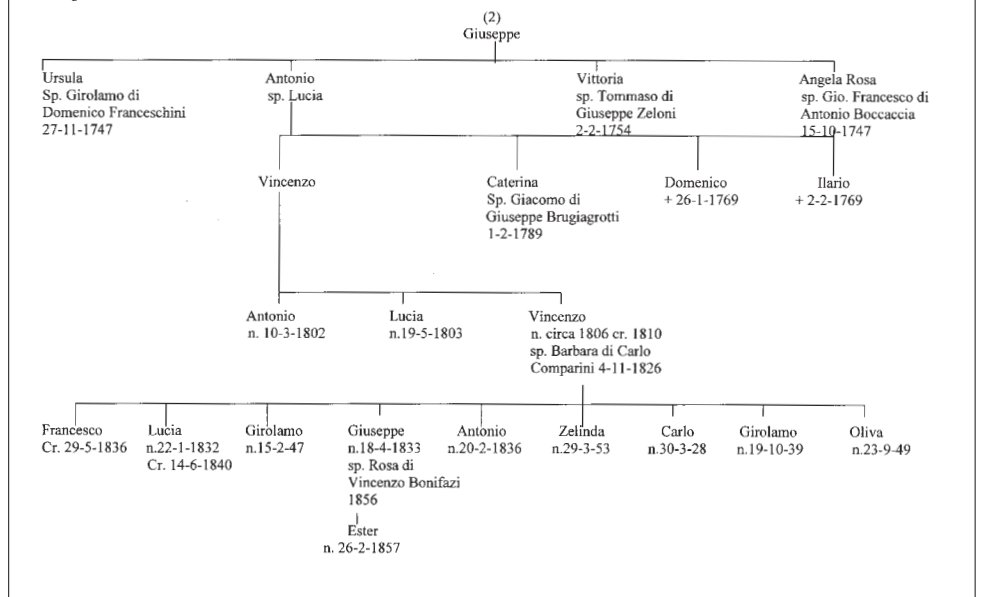 (2)
Giuseppe
Ursula
Sp. Girolamo di
Domenico Franceschini
27-11-1747
Antonio
sp. Lucia
Vittoria
sp. Tommaso di
Giuseppe Zeloni
2-2-1754
Angela Rosa
sp. Gio. Francesco di
Antonio Boccaccia
15-10-1747
Vincenzo
Caterina
Sp. Giacomo di
Giuseppe Brugiagrotti
1-2-1789
Domenico
+ 26-1-1769
Ilario
+ 2-2-1769
Antonio
n. 10-3-1802
Lucia
n.19-5-1803
Vincenzo
n. circa 1806 cr. 1810
sp. Barbara di Carlo
Comparini 4-11-1826
Francesco
Cr. 29-5-1836
Lucia
n.22-1-1832
Cr. 14-6-1840
Girolamo
n.15-2-47
Giuseppe
n.18-4-1833
sp. Rosa di
Vincenzo Bonifazi
1856
Antonio
n.20-2-1836
Zelinda
n.29-3-53
Carlo
n.30-3-28
Girolamo
n.19-10-39
Oliva
n.23-9-49
Ester
n. 26-2-1857